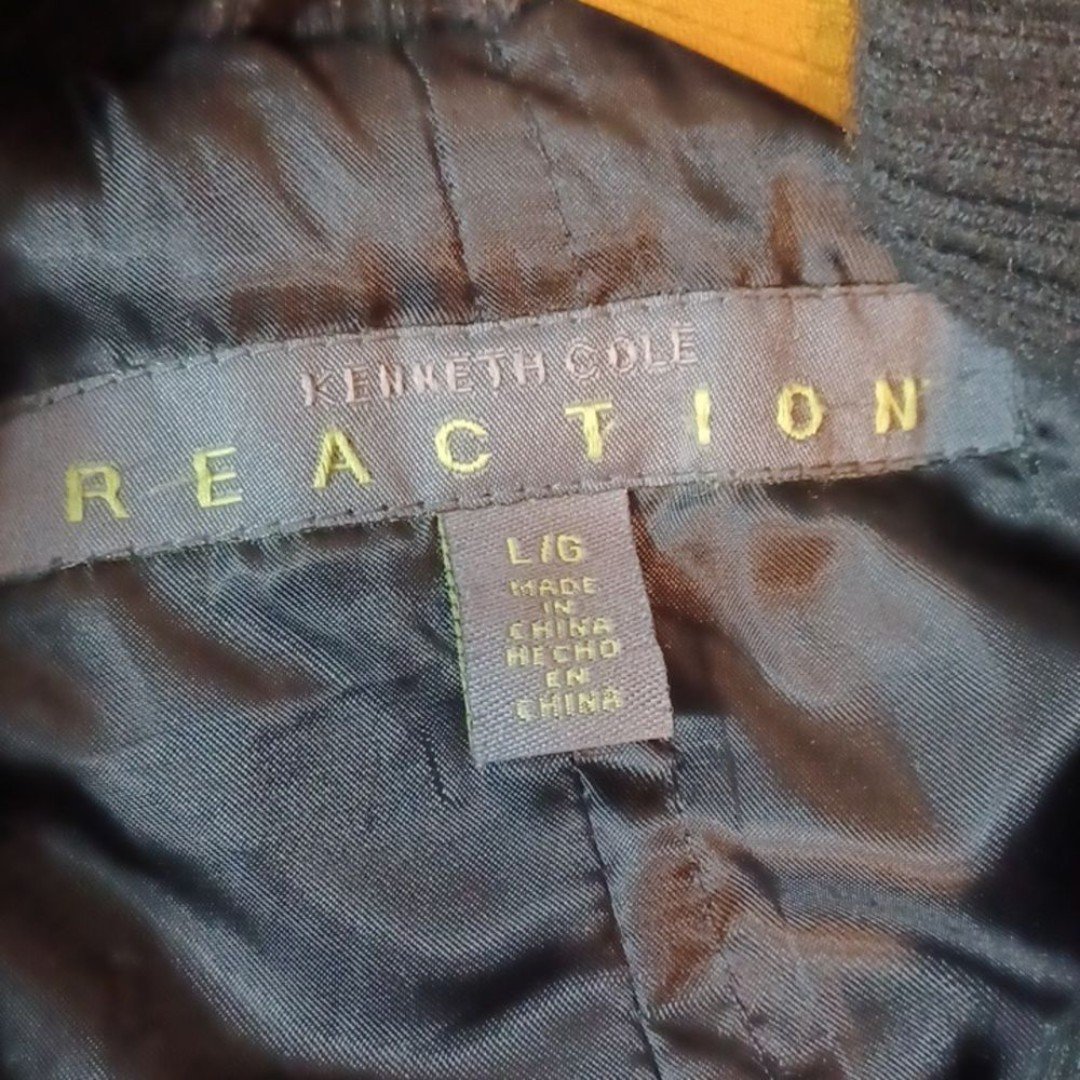 KENNETH COLE
REACTION
L/G
MADE
IN
CHINA
HECHO
EN
CHINA